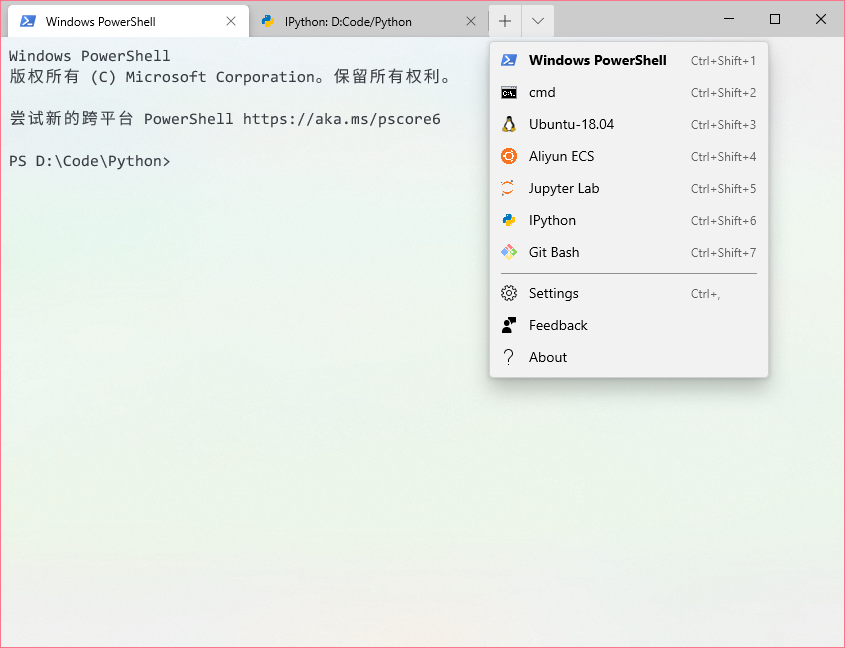 Windows PowerShell
IPython: D:Code/Python
Windows PowerShell
版权所有 (C) Microsoft Corporation。保留所有权利。
尝试新的跨平台 PowerShell https://aka.ms/pscore6
PS D:\Code\Python>
Windows PowerShell Ctrl+Shift+1
cmd Ctrl+Shift+2
Ubuntu-18.04 Ctrl+Shift+3
Aliyun ECS Ctrl+Shift+4
Jupyter Lab Ctrl+Shift+5
IPython Ctrl+Shift+6
Git Bash Ctrl+Shift+7
Settings Ctrl+,
Feedback
About